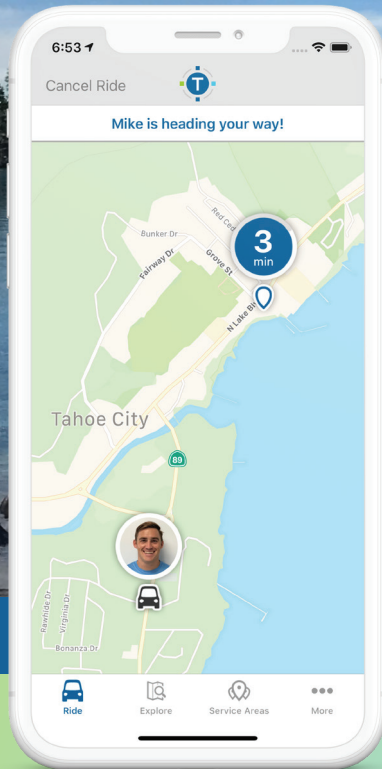 6:53
Cancel Ride
T
Mike is heading your way!
Red Ced
Bunker Dr
3
min
Fairway Dr
Grove St
N Lake Bl
Tahoe City
89
Rawhide Dr
Virginia Dr
Bonanza Dr
Ride
Explore
Service Areas
More